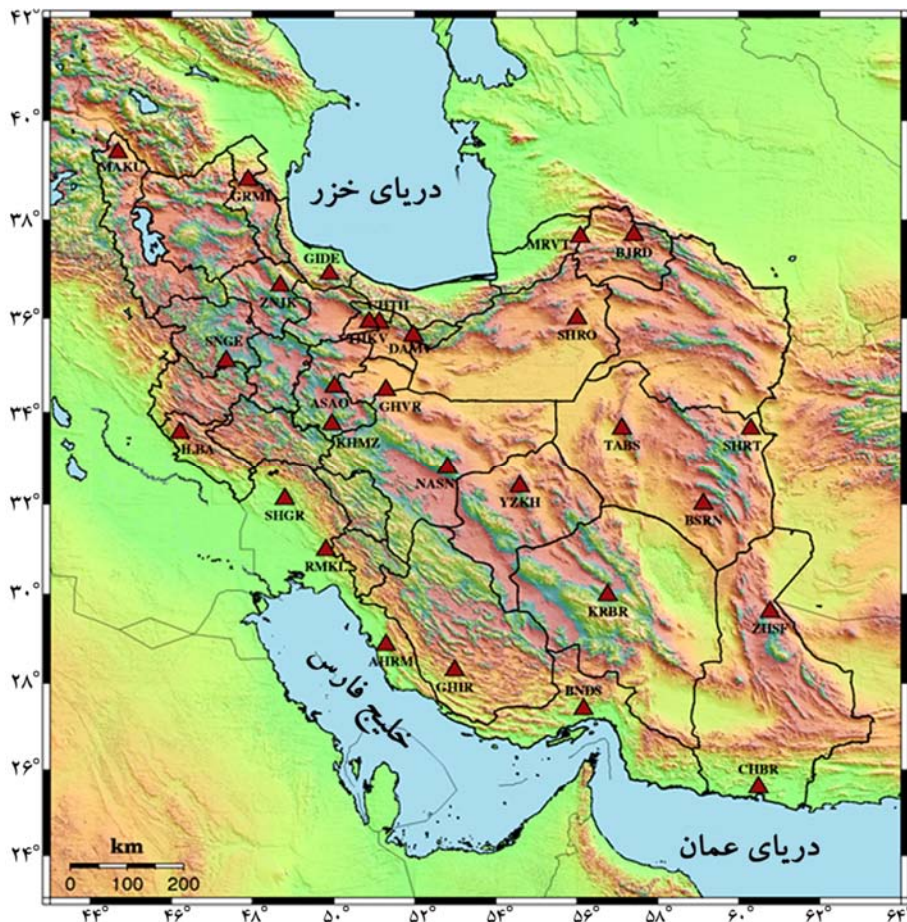 ۴۲°
۴۰°
۳۸°
۳۶°
۳۴°
۳۲°
۳۰°
۲۸°
۲۶°
۲۴°
MAKU
GRMI
دریای خزر
MRVT
BJRD
GIDE
ZNJK
CHTH
THKV
DAMV
SHRO
SNGE
ASAO
GHVR
KHMZ
TABS
SHRT
NASN
YZKH
BSRN
SHGR
RMKL
KRBR
ZHSF
AHRM
GHIR
خلیج فارس
BNDS
CHBR
دریای عمان
km
0 100 200
۴۴° ۴۶° ۴۸° ۵۰° ۵۲° ۵۴° ۵۶° ۵۸° ۶۰° ۶۲° ۶۴°